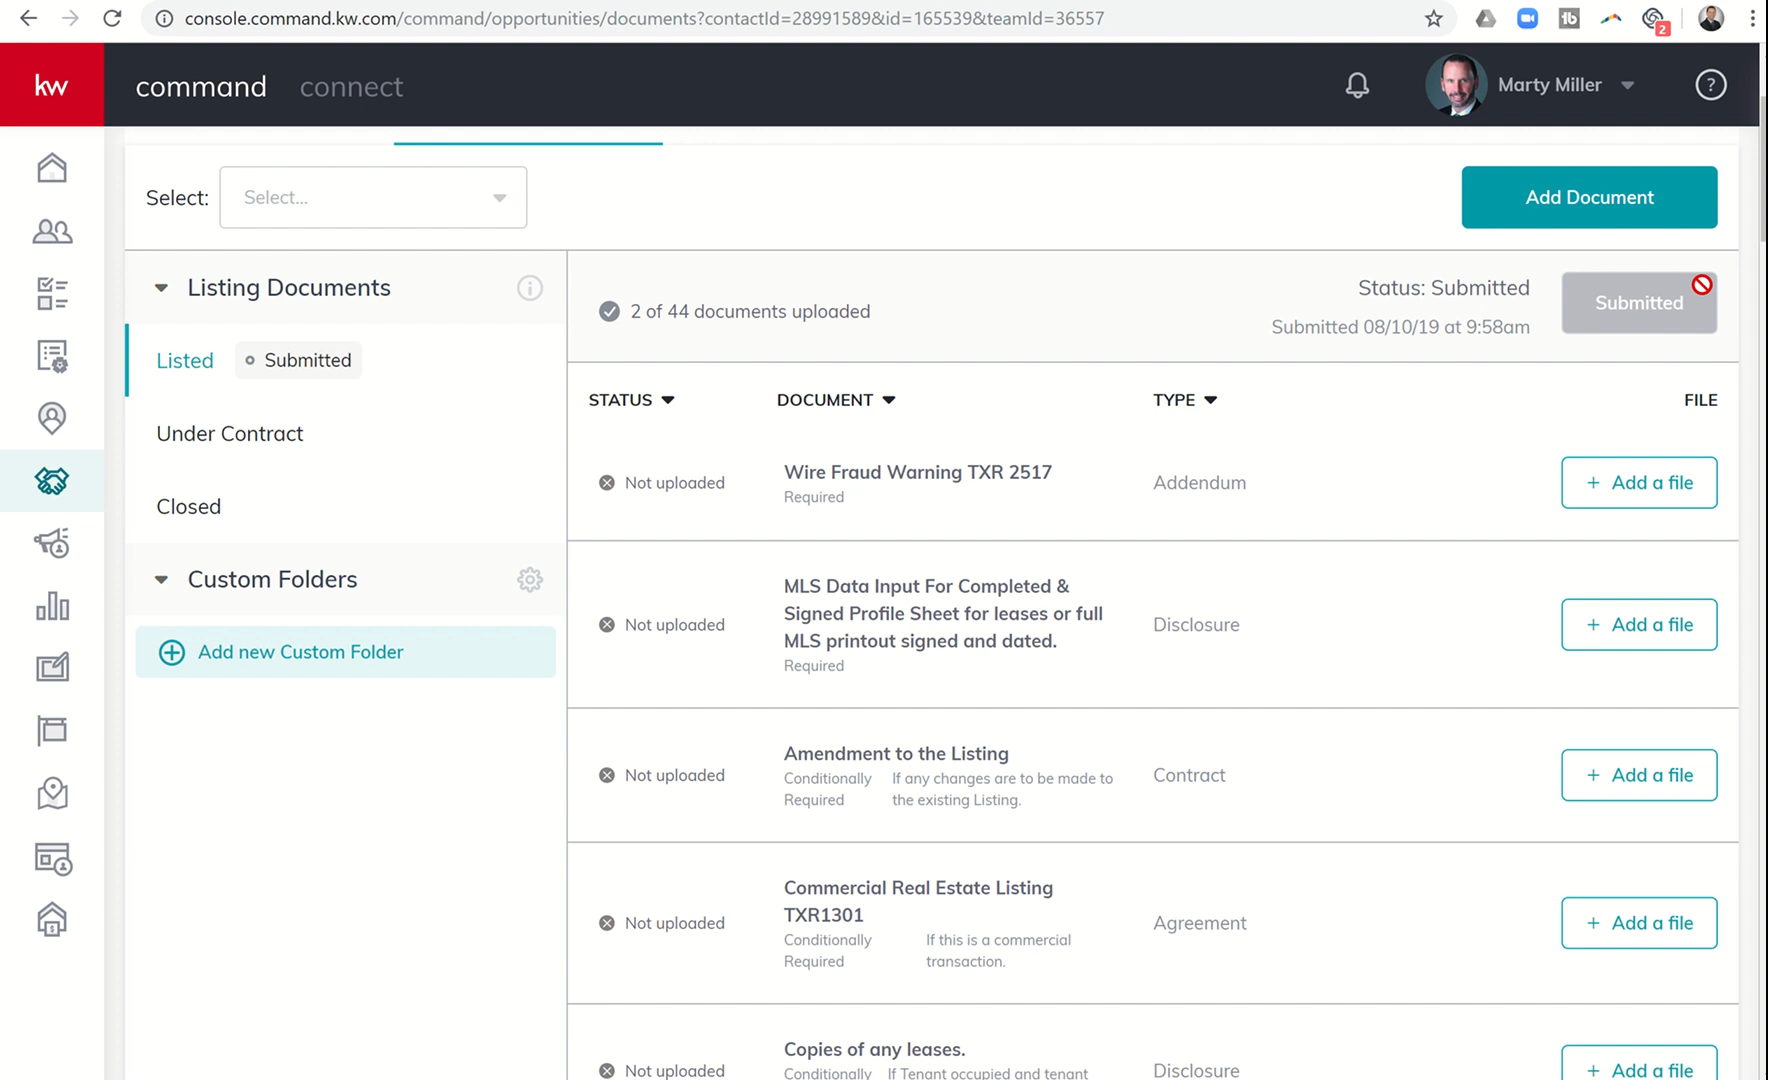 console.command.kw.com/command/opportunities/documents?contactId=28991589&id=165539&teamId=36557
2
kw
command connect
Marty Miller
?
Select: Select...
Add Document
Listing Documents
Listed Submitted
Under Contract
Closed
Custom Folders
Add new Custom Folder
2 of 44 documents uploaded
Status: Submitted
Submitted 08/10/19 at 9:58am
Submitted
STATUS DOCUMENT TYPE FILE
Not uploaded
Wire Fraud Warning TXR 2517
Required
Addendum
+ Add a file
Not uploaded
MLS Data Input For Completed &
Signed Profile Sheet for leases or full
MLS printout signed and dated.
Required
Disclosure
+ Add a file
Not uploaded
Amendment to the Listing
Conditionally If any changes are to be made to
Required the existing Listing.
Contract
+ Add a file
Not uploaded
Commercial Real Estate Listing
TXR1301
Conditionally If this is a commercial
Required transaction.
Agreement
+ Add a file
Not uploaded
Copies of any leases.
Conditionally If Tenant occupied and tenant
Disclosure
+ Add a file